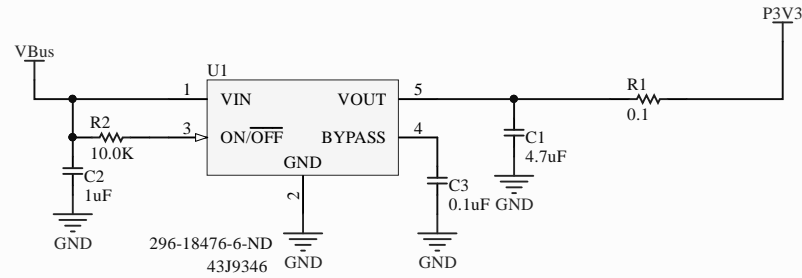 P3V3
VBus
U1
1 VIN VOUT 5 R1
0.1
R2 3 ON/OFF BYPASS 4 C1
10.0K 4.7uF
GND
C2 C3
1uF 2 0.1uF GND
GND 296-18476-6-ND GND GND
43J9346